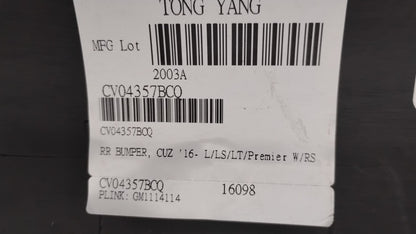 TONG YANG
MFG Lot
2003A
CV04357BCQ
CV04357BCQ
RR BUMPER, CUZ '16- L/LS/LT/Premier W/RS
CV04357BCQ 16098
PLINK: GM1114114